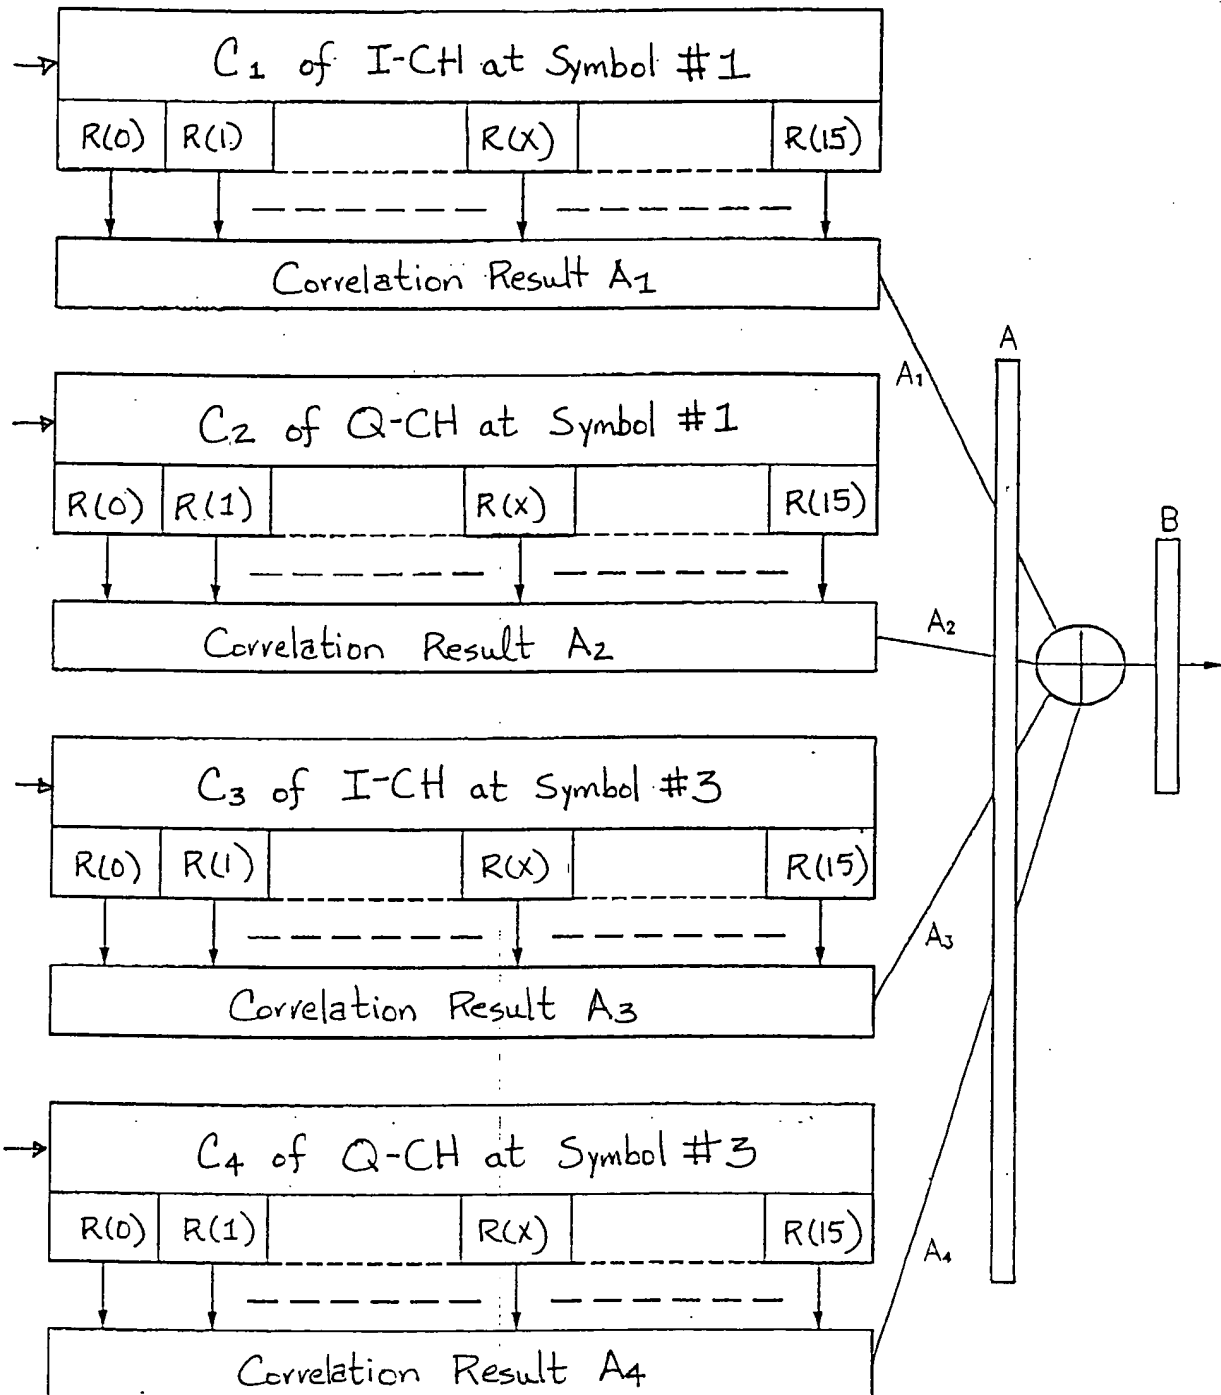 C1 of I-CH at Symbol #1
R(0) R(1) R(X) R(15)
Correlation Result A1
A
A1
C2 of Q-CH at Symbol #1
R(0) R(1) R(X) R(15)
B
Correlation Result A2
A2
C3 of I-CH at Symbol #3
R(0) R(1) R(X) R(15)
A3
Correlation Result A3
C4 of Q-CH at Symbol #3
R(0) R(1) R(X) R(15)
A4
Correlation Result A4